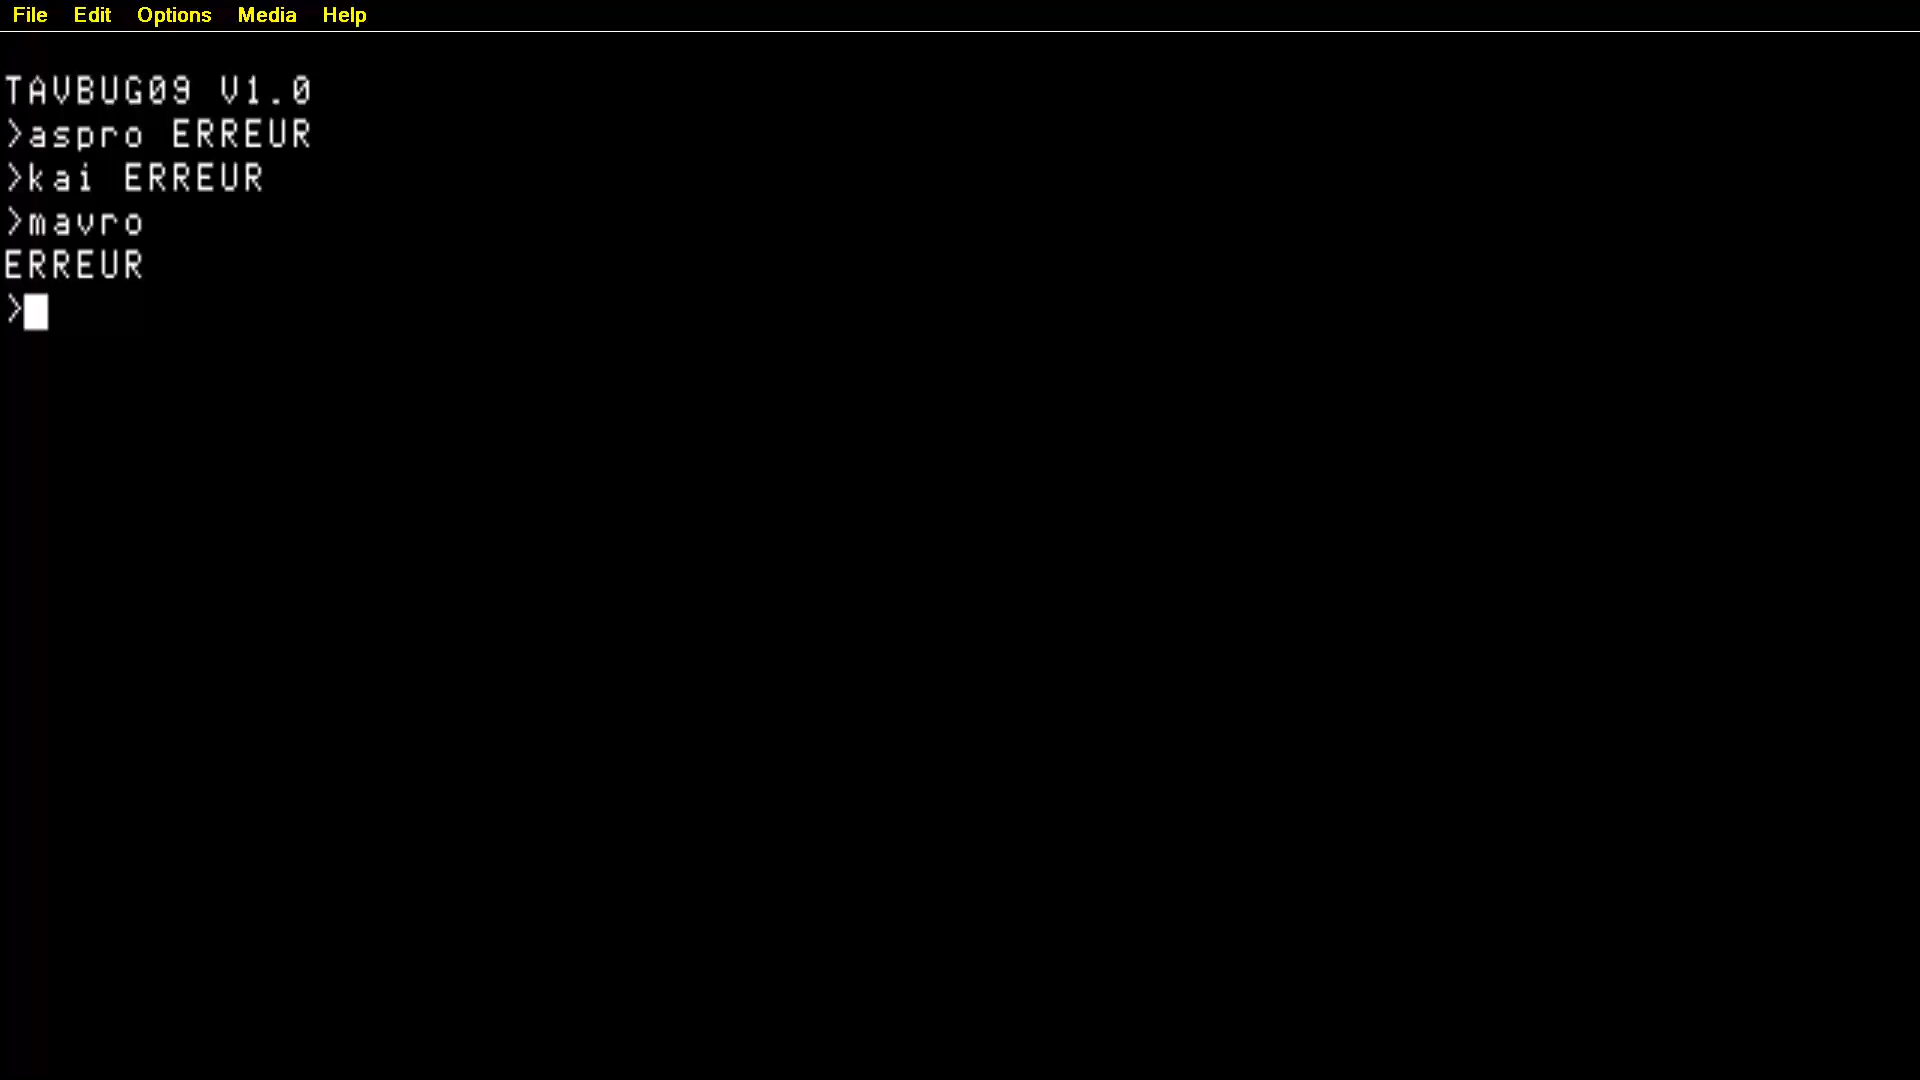 File Edit Options Media Help
TAVBUG09 V1.0
>aspro ERREUR
>kai ERREUR
>mavro
ERREUR
>